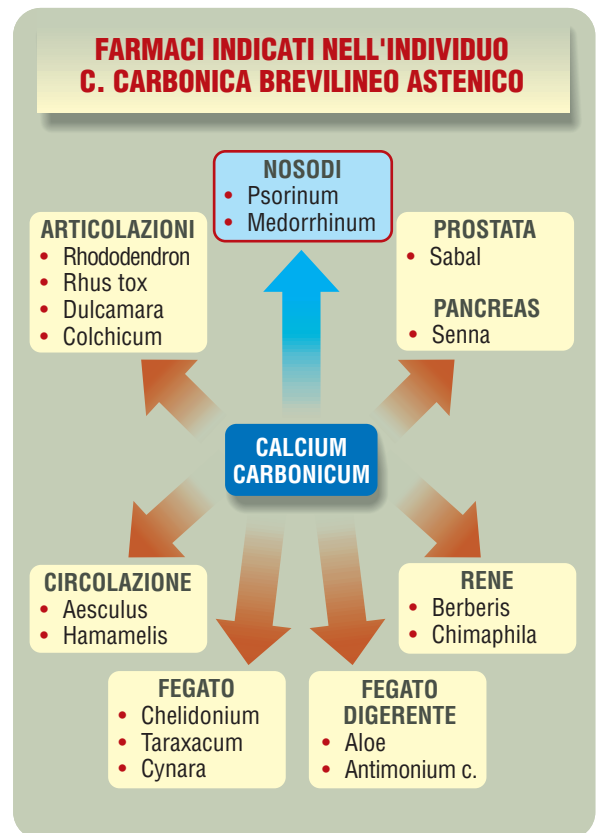 FARMACI INDICATI NELL'INDIVIDUO
C. CARBONICA BREVILINEO ASTENICO
NOSODI
• Psorinum
• Medorrhinum
ARTICOLAZIONI
• Rhododendron
• Rhus tox
• Dulcamara
• Colchicum
PROSTATA
• Sabal
PANCREAS
• Senna
CALCIUM
CARBONICUM
CIRCOLAZIONE
• Aesculus
• Hamamelis
RENE
• Berberis
• Chimaphila
FEGATO
• Chelidonium
• Taraxacum
• Cynara
FEGATO
DIGERENTE
• Aloe
• Antimonium c.